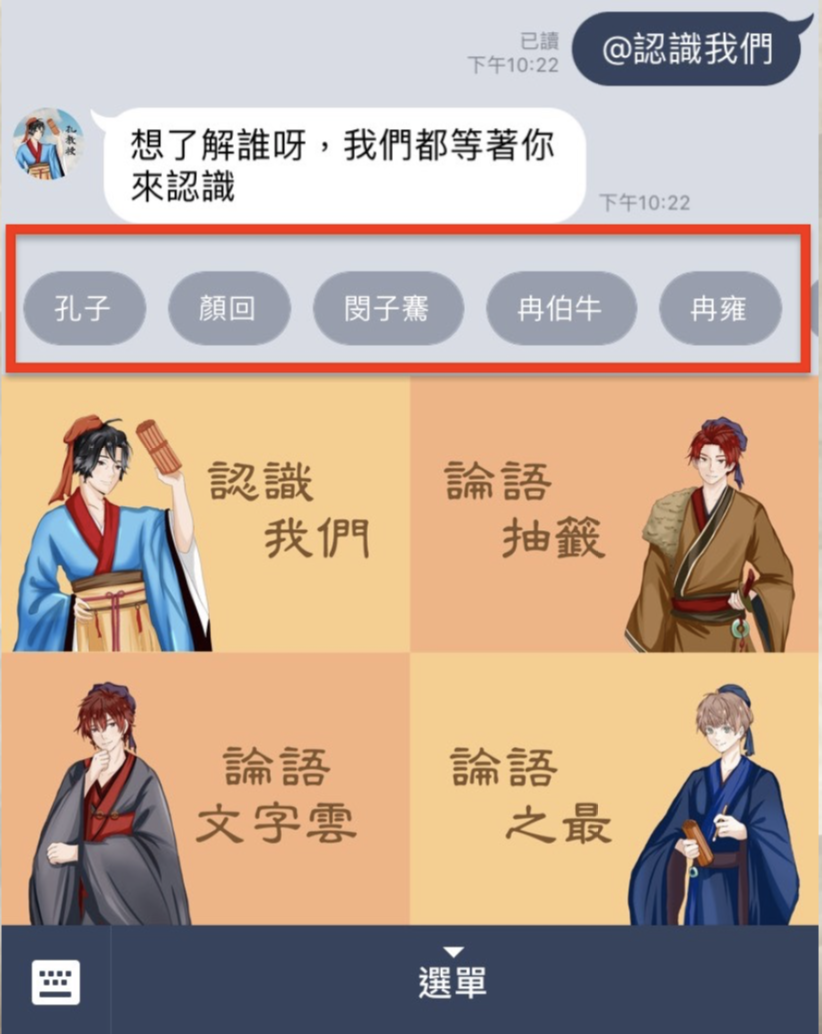 已讀
下午10:22
@認識我們
孔教授
想了解誰呀，我們都等著你
來認識
下午10:22
孔子
顏回
閔子騫
冉伯牛
冉雍
認識
我們
論語
抽籤
論語
文字雲
論語
之最
選單